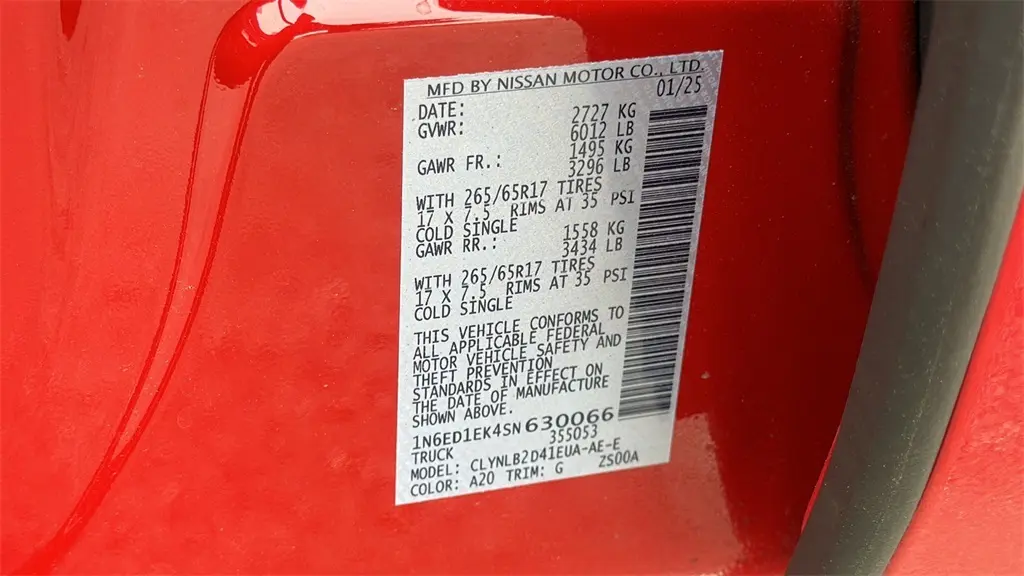 MFD BY NISSAN MOTOR CO., LTD.
DATE: 01/25
GVWR: 2727 KG
6012 LB
GAWR FR.: 1495 KG
3296 LB
WITH 265/65R17 TIRES
17 X 7.5 RIMS AT 35 PSI
COLD SINGLE
GAWR RR.: 1558 KG
3434 LB
WITH 265/65R17 TIRES
17 X 7.5 RIMS AT 35 PSI
COLD SINGLE
THIS VEHICLE CONFORMS TO
ALL APPLICABLE FEDERAL
MOTOR VEHICLE SAFETY AND
THEFT PREVENTION
STANDARDS IN EFFECT ON
THE DATE OF MANUFACTURE
SHOWN ABOVE.
1N6ED1EK4SN630066
TRUCK 355053
MODEL: CLYNLB2D41EUA-AE-E
COLOR: A20 TRIM: G ZS00A